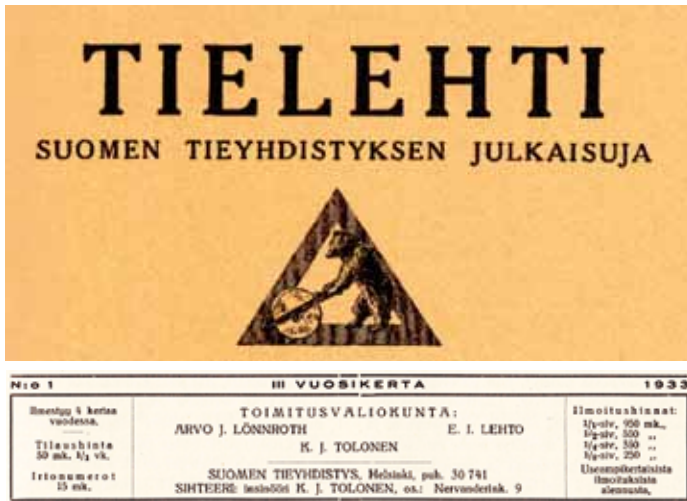 TIELEHTI
SUOMEN TIEYHDISTYKSEN JULKAISUJA
N:o 1 III VUOSIKERTA 1933
Ilmestyy 4 kertaa
vuodessa.
Tilaushinta
50 mk. 1/1 vk.
Irtonumerot
15 mk.
TOIMITUSVALIOKUNTA:
ARVO J. LÖNNROTH E. I. LEHTO
K. J. TOLONEN
SUOMEN TIEYHDISTYS, Helsinki, puh. 30 741
SIHTEERI: insinööri K. J. TOLONEN, os.: Nervanderink. 9
Ilmoitushinnat:
1/1-siv. 950 mk.,
1/2-siv. 550 „
1/4-siv. 350 „
1/8-siv. 250 „
Useampikertaisista
ilmoituksista
alennusta.